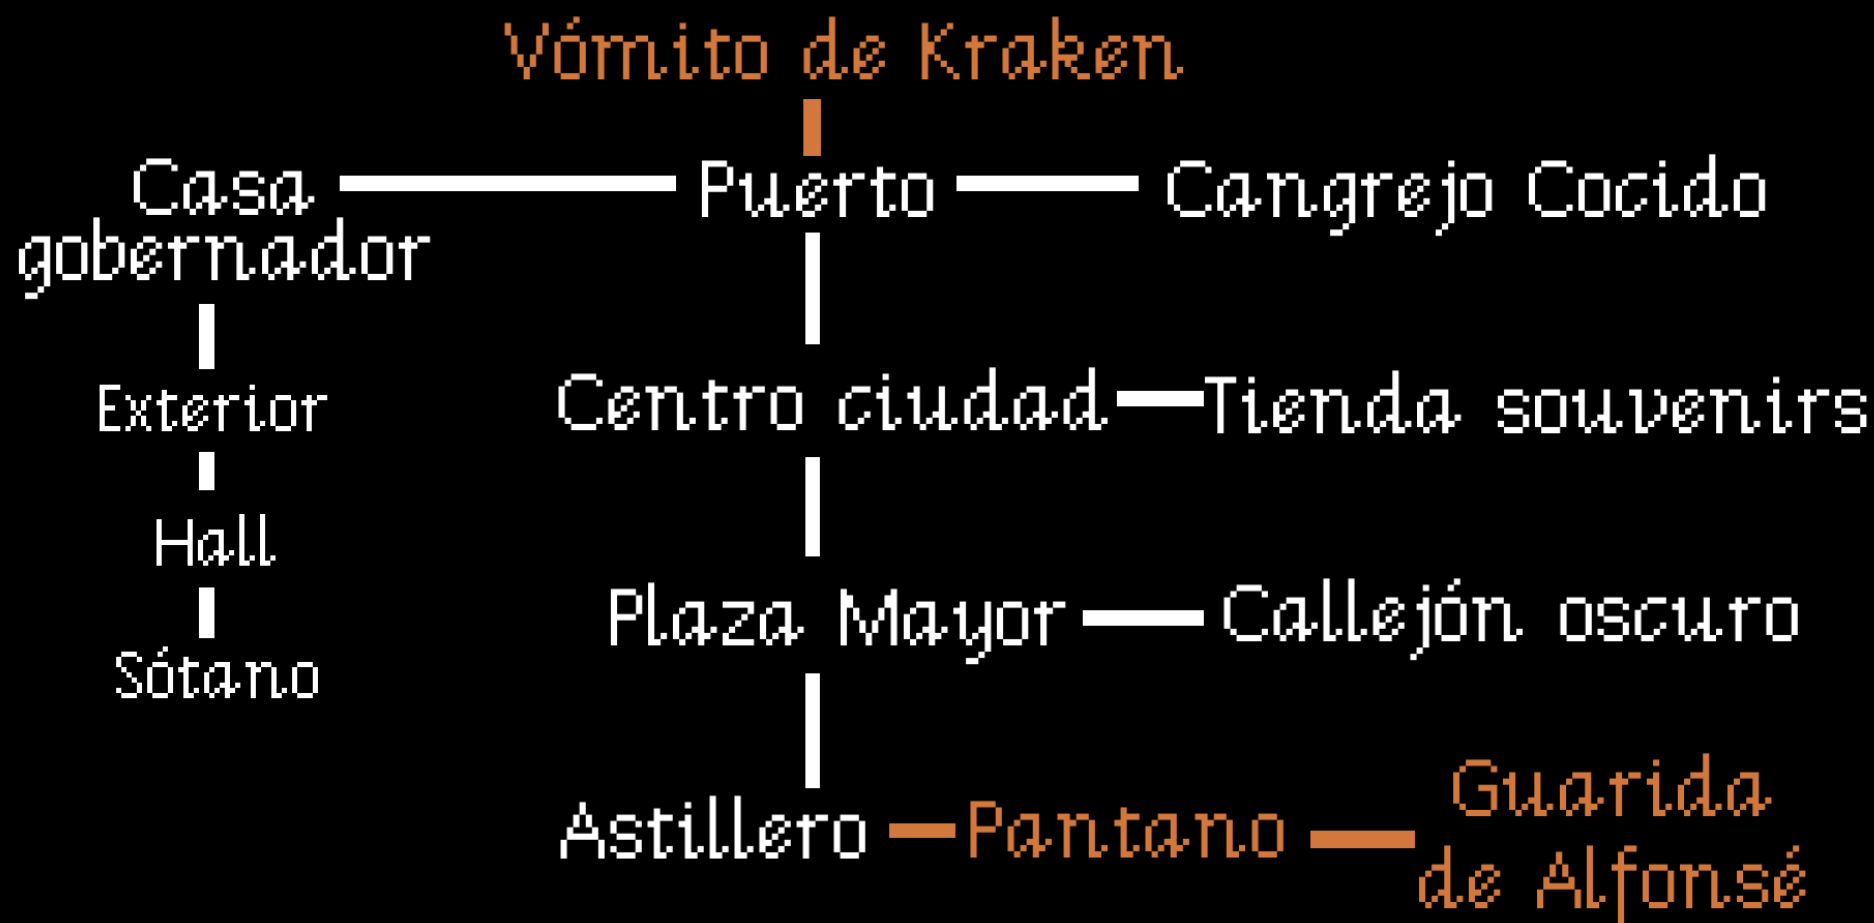 Vómito de Kraken
Casa
gobernador
Puerto
Cangrejo Cocido
Exterior
Centro ciudad
Tienda souvenirs
Hall
Plaza Mayor
Callejón oscuro
Sótano
Astillero
Pantano
Guarida
de Alfonsé